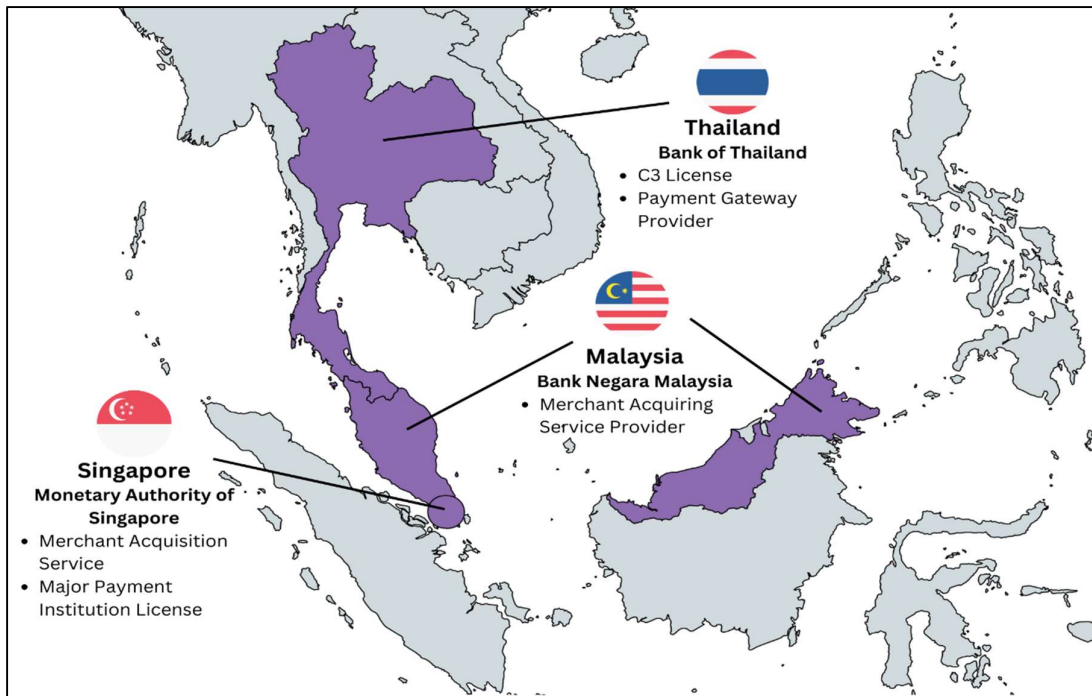 Thailand
Bank of Thailand
• C3 License
• Payment Gateway
Provider
Malaysia
Bank Negara Malaysia
• Merchant Acquiring
Service Provider
Singapore
Monetary Authority of
Singapore
• Merchant Acquisition
Service
• Major Payment
Institution License